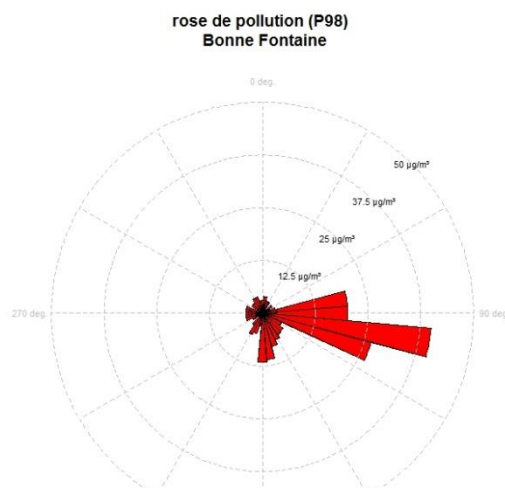 rose de pollution (P98)
Bonne Fontaine
0 deg.
50 µg/m³
37.5 µg/m³
25 µg/m³
12.5 µg/m³
270 deg.
90 deg.